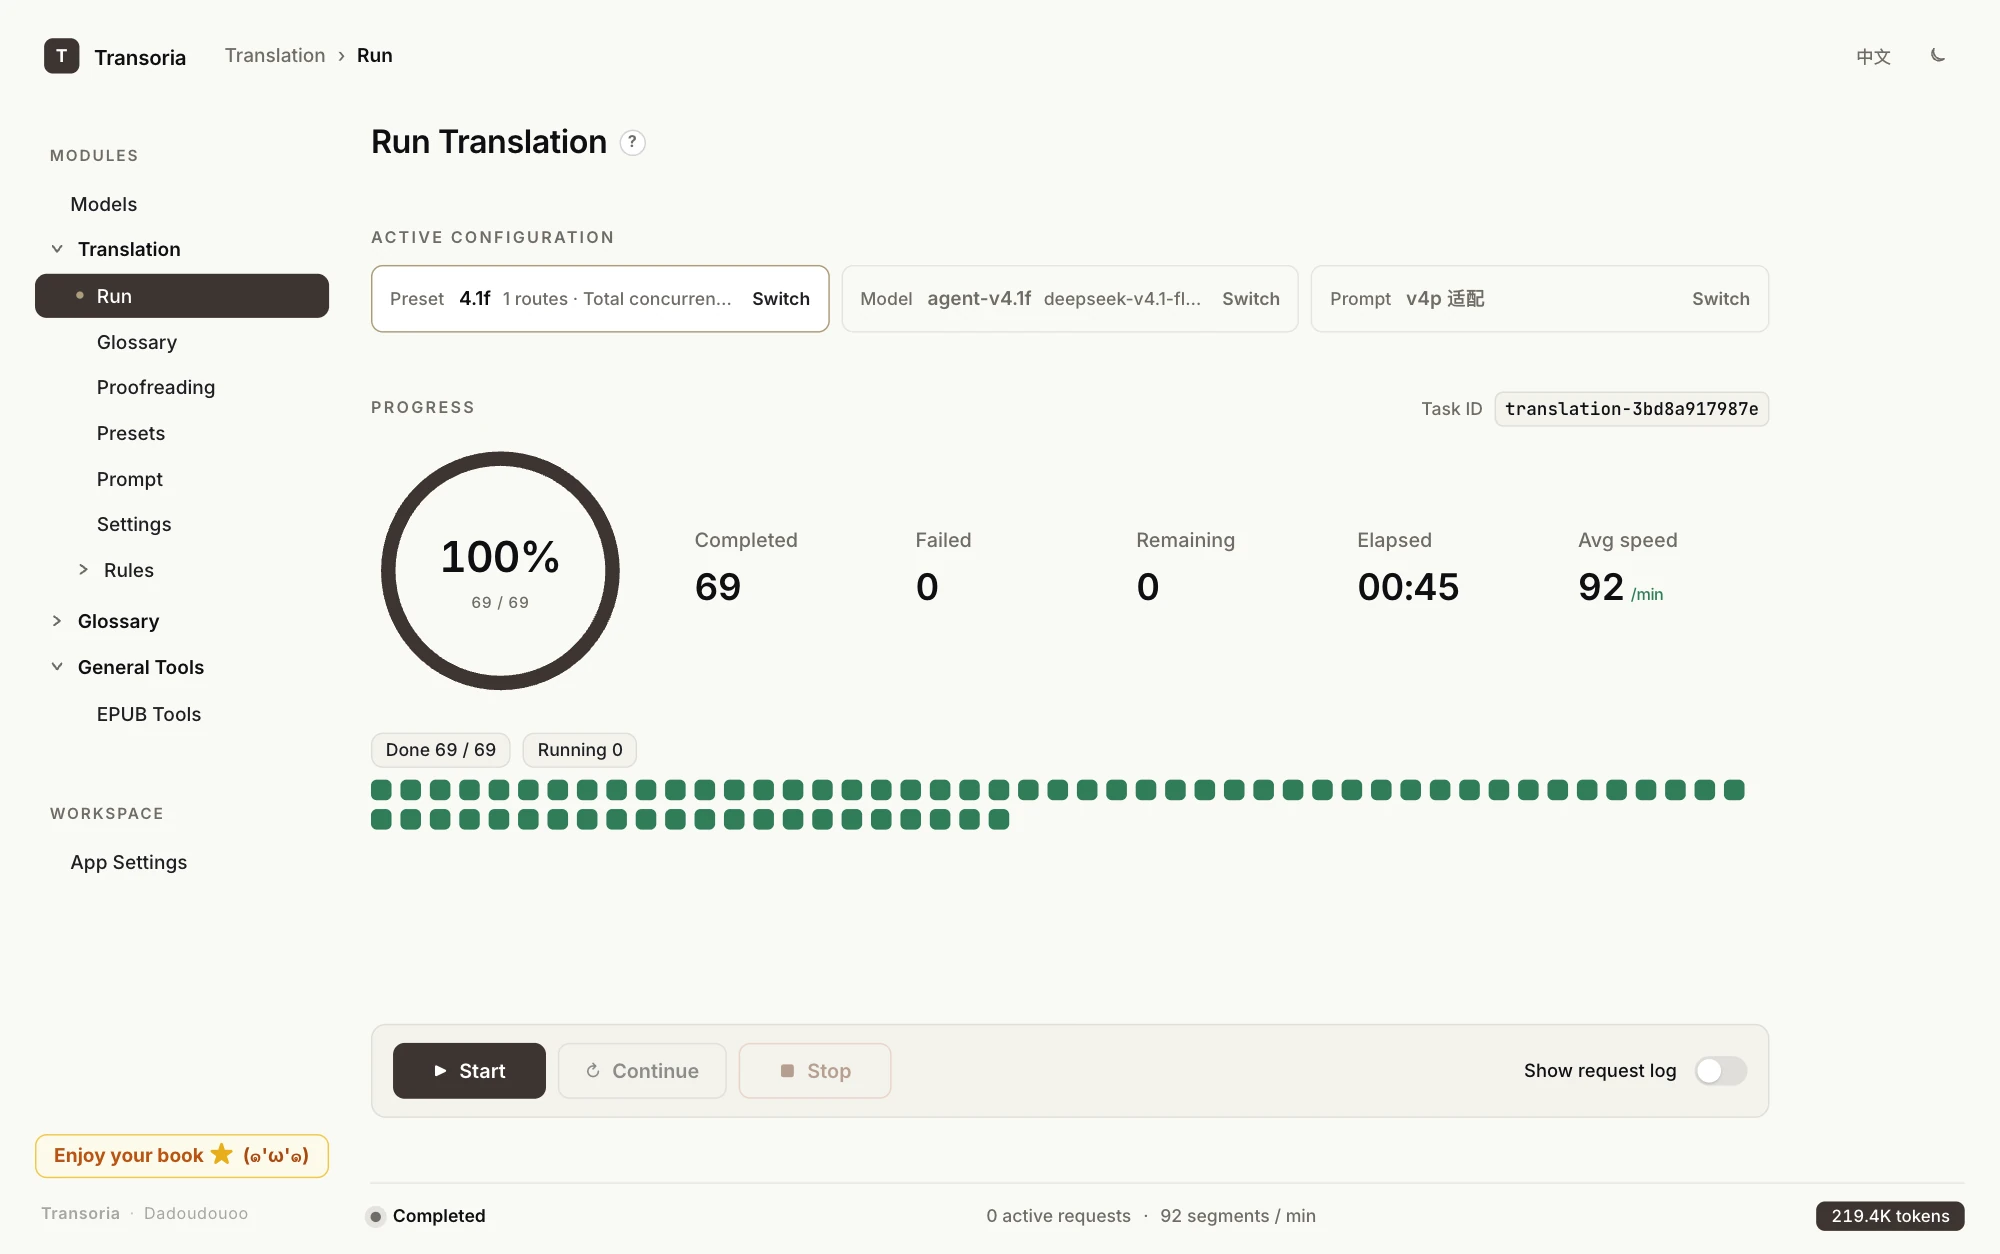 T Transoria Translation › Run 中文
MODULES
Models
Translation
Run
Glossary
Proofreading
Presets
Prompt
Settings
Rules
Glossary
General Tools
EPUB Tools
WORKSPACE
App Settings
Enjoy your book ⭐ (๑'ω'๑)
Transoria · Dadoudouoo
Run Translation ?
ACTIVE CONFIGURATION
Preset 4.1f 1 routes · Total concurren... Switch
Model agent-v4.1f deepseek-v4.1-fl... Switch
Prompt v4p 适配 Switch
PROGRESS
Task ID translation-3bd8a917987e
100%
69 / 69
Completed
69
Failed
0
Remaining
0
Elapsed
00:45
Avg speed
92 /min
Done 69 / 69
Running 0
Start
Continue
Stop
Show request log
Completed
0 active requests · 92 segments / min
219.4K tokens